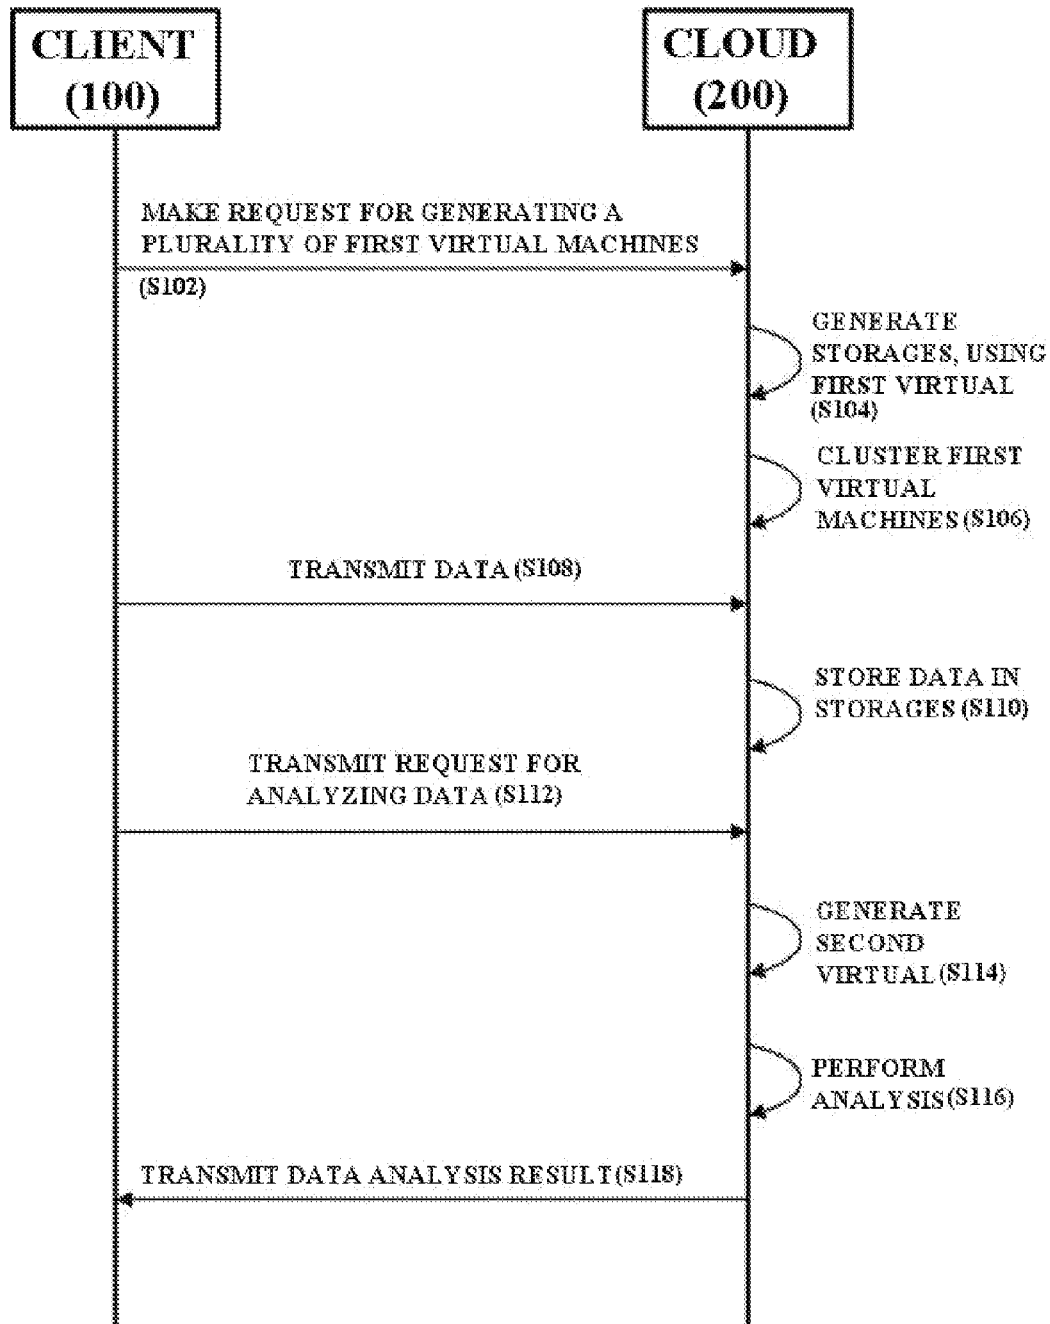 CLIENT
(100)
CLOUD
(200)
MAKE REQUEST FOR GENERATING A
PLURALITY OF FIRST VIRTUAL MACHINES
(S102)
GENERATE
STORAGES, USING
FIRST VIRTUAL
(S104)
CLUSTER FIRST
VIRTUAL
MACHINES (S106)
TRANSMIT DATA (S108)
STORE DATA IN
STORAGES (S110)
TRANSMIT REQUEST FOR
ANALYZING DATA (S112)
GENERATE
SECOND
VIRTUAL (S114)
PERFORM
ANALYSIS (S116)
TRANSMIT DATA ANALYSIS RESULT (S118)